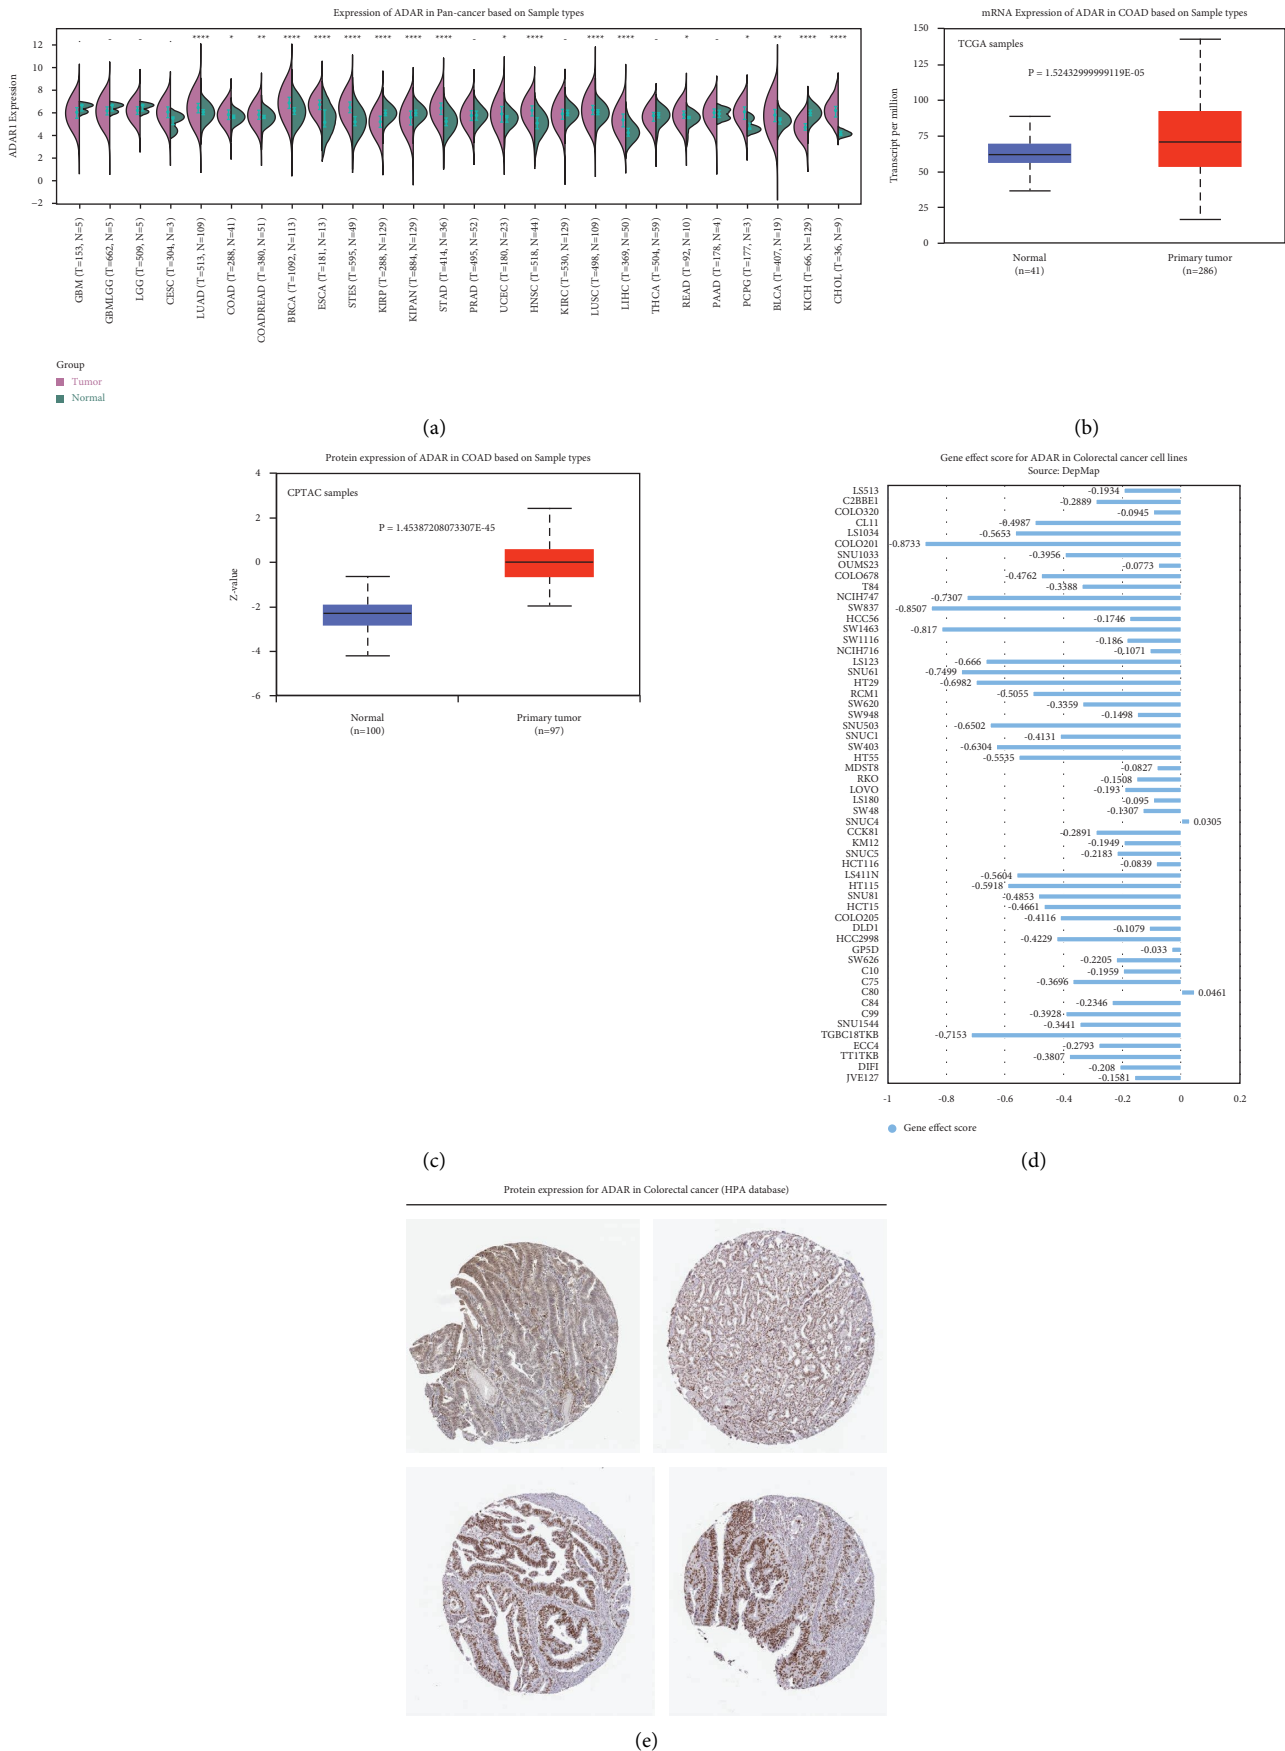 Expression of ADAR in Pan-cancer based on Sample types
- - - - **** * ** **** **** **** **** **** **** - * **** - **** **** - * - * ** **** ****
ADAR1 Expression
12
10
8
6
4
2
0
−2
GBM (T=153, N=5)
GBMLGG (T=662, N=5)
LGG (T=509, N=5)
CESC (T=304, N=3)
LUAD (T=513, N=109)
COAD (T=288, N=41)
COADREAD (T=380, N=51)
BRCA (T=1092, N=113)
ESCA (T=181, N=13)
STES (T=595, N=49)
KIRP (T=288, N=129)
KIPAN (T=884, N=129)
STAD (T=414, N=36)
PRAD (T=495, N=52)
UCEC (T=180, N=23)
HNSC (T=518, N=44)
KIRC (T=530, N=129)
LUSC (T=498, N=109)
LIHC (T=369, N=50)
THCA (T=504, N=59)
READ (T=92, N=10)
PAAD (T=178, N=4)
PCPG (T=177, N=3)
BLCA (T=407, N=19)
KICH (T=66, N=129)
CHOL (T=36, N=9)
Group
Tumor
Normal
(a)
mRNA Expression of ADAR in COAD based on Sample types
TCGA samples
P = 1.52432999999119E-05
Transcript per million
150
125
100
75
50
25
0
Normal
(n=41)
Primary tumor
(n=286)
(b)
Protein expression of ADAR in COAD based on Sample types
CPTAC samples
P = 1.45387208073307E-45
Z-value
4
2
0
-2
-4
-6
Normal
(n=100)
Primary tumor
(n=97)
(c)
Gene effect score for ADAR in Colorectal cancer cell lines
Source: DepMap
LS513 -0.1934
C2BBE1 -0.2889
COLO320 -0.0945
CL11 -0.4987
LS1034 -0.5653
COLO201 -0.8733
SNU1033 -0.3956
OUMS23 -0.0773
COLO678 -0.4762
T84 -0.3388
NCIH747 -0.7307
SW837 -0.8507
HCC56 -0.1746
SW1463 -0.817
SW1116 -0.186
NCIH716 -0.1071
LS123 -0.666
SNU61 -0.7499
HT29 -0.6982
RCM1 -0.5055
SW620 -0.3359
SW948 -0.1498
SNU503 -0.6502
SNUC1 -0.4131
SW403 -0.6304
HT55 -0.5535
MDST8 -0.0827
RKO -0.1508
LOVO -0.193
LS180 -0.095
SW48 -0.1307
SNUC4 0.0305
CCK81 -0.2891
KM12 -0.1949
SNUC5 -0.2183
HCT116 -0.0839
LS411N -0.5604
HT115 -0.5918
SNU81 -0.4853
HCT15 -0.4661
COLO205 -0.4116
DLD1 -0.1079
HCC2998 -0.4229
GP5D -0.033
SW626 -0.2205
C10 -0.1959
C75 -0.3696
C80 0.0461
C84 -0.2346
C99 -0.3928
SNU1544 -0.3441
TGBC18TKB -0.7153
ECC4 -0.2793
TT1TKB -0.3807
DIFI -0.208
JVE127 -0.1581
-1 -0.8 -0.6 -0.4 -0.2 0 0.2
Gene effect score
(d)
Protein expression for ADAR in Colorectal cancer (HPA database)
(e)